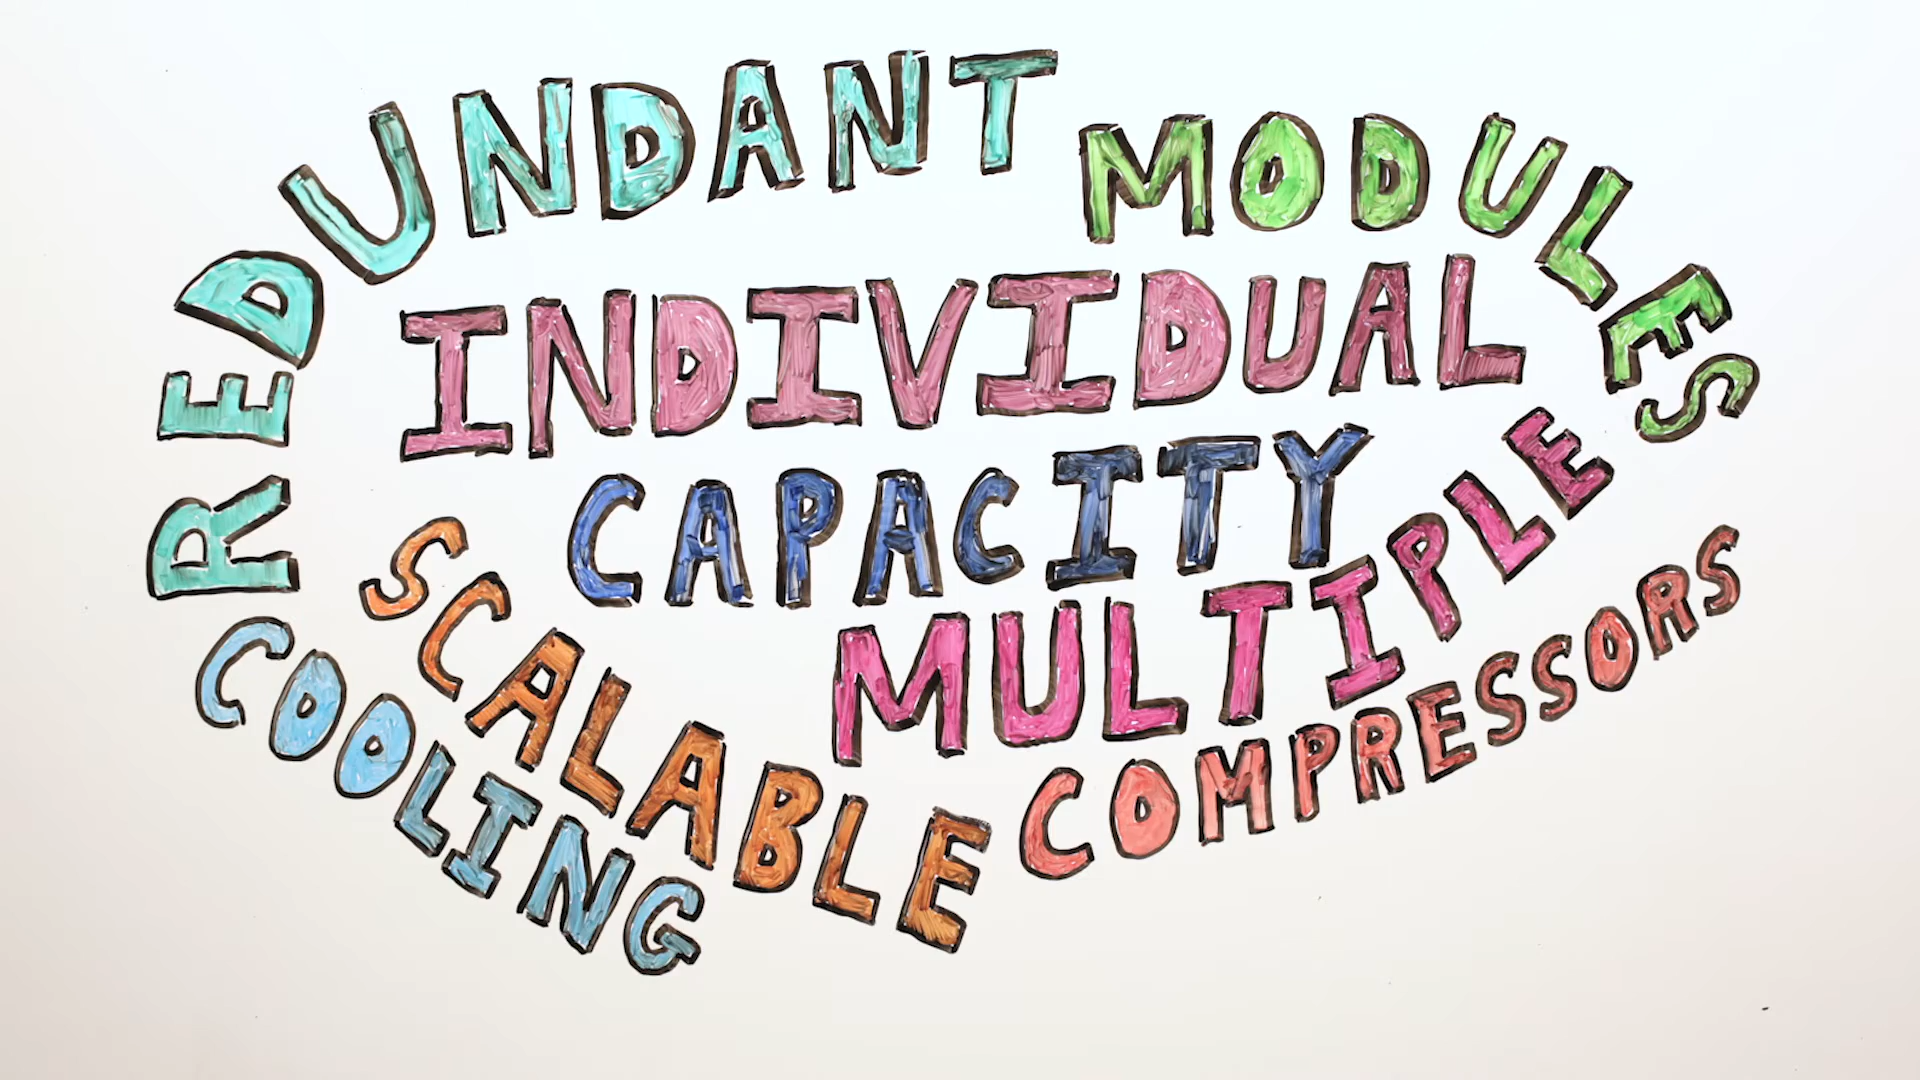 REDUNDANT
MODULES
INDIVIDUAL
CAPACITY
MULTIPLE
SCALABLE
COOLING
COMPRESSORS